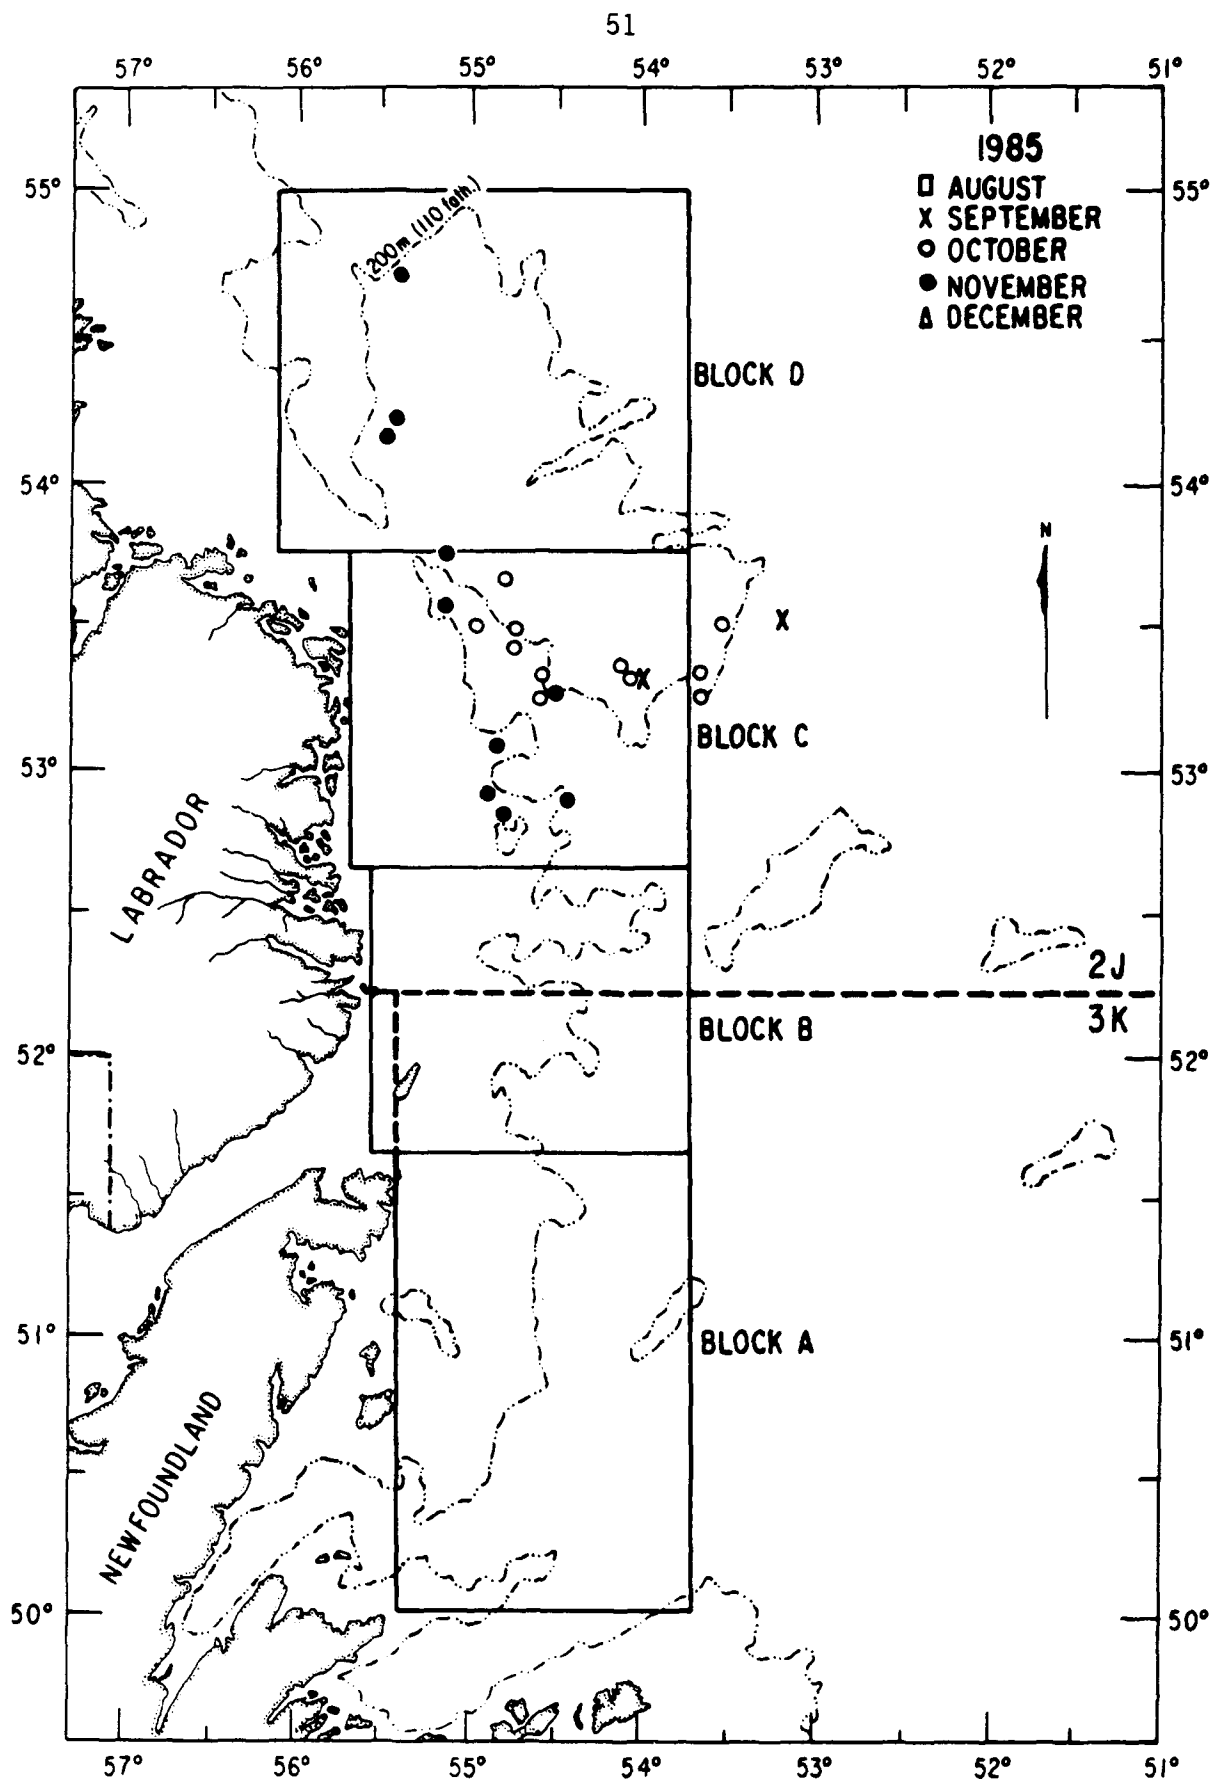 51
57° 56° 55° 54° 53° 52° 51°
1985
AUGUST
X SEPTEMBER
OCTOBER
NOVEMBER
DECEMBER
55° 55°
200m (110 fath.)
BLOCK D
54° 54°
N
X
X
BLOCK C
53° 53°
LABRADOR
2J
3K
BLOCK B
52° 52°
51° 51°
BLOCK A
NEWFOUNDLAND
50° 50°
57° 56° 55° 54° 53° 52° 51°